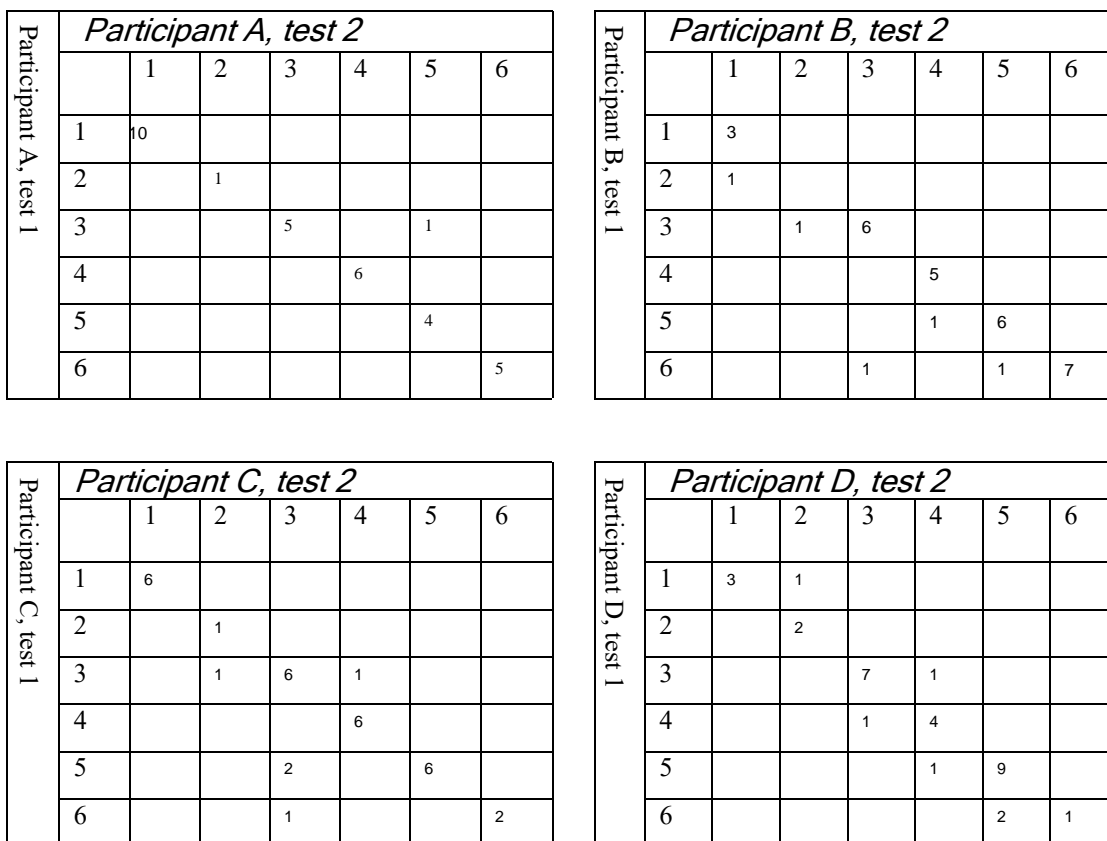 Participant A, test 2
Participant A, test 1
1 2 3 4 5 6
1 10
2 1
3 5 1
4 6
5 4
6 5
Participant B, test 2
Participant B, test 1
1 2 3 4 5 6
1 3
2 1
3 1 6
4 5
5 1 6
6 1 1 7
Participant C, test 2
Participant C, test 1
1 2 3 4 5 6
1 6
2 1
3 1 6 1
4 6
5 2 6
6 1 2
Participant D, test 2
Participant D, test 1
1 2 3 4 5 6
1 3 1
2 2
3 7 1
4 1 4
5 1 9
6 2 1